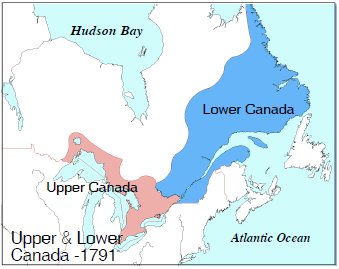 Hudson Bay
Lower Canada
Upper Canada
Upper & Lower
Canada -1791
Atlantic Ocean